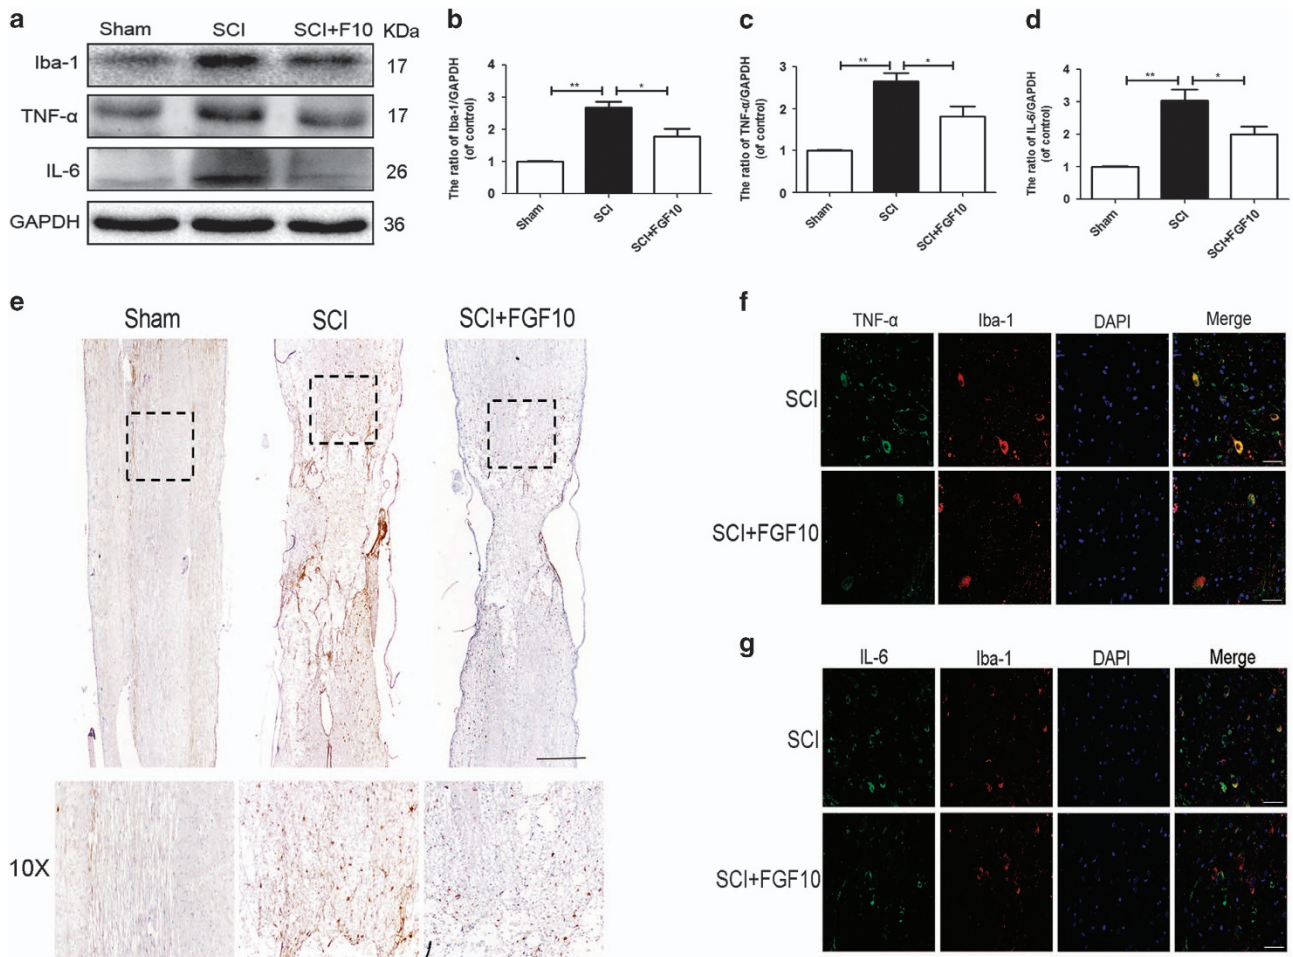 a
Sham SCI SCI+F10 KDa
Iba-1 17
TNF-α 17
IL-6 26
GAPDH 36
b
The ratio of Iba-1/GAPDH
(of control)
4
3
2
1
0
** *
Sham SCI SCI+FGF10
c
The ratio of TNF-α/GAPDH
(of control)
3
2
1
0
** *
Sham SCI SCI+FGF10
d
The ratio of IL-6/GAPDH
(of control)
4
3
2
1
0
** *
Sham SCI SCI+FGF10
e
Sham SCI SCI+FGF10
10X
f
TNF-α Iba-1 DAPI Merge
SCI
SCI+FGF10
g
IL-6 Iba-1 DAPI Merge
SCI
SCI+FGF10